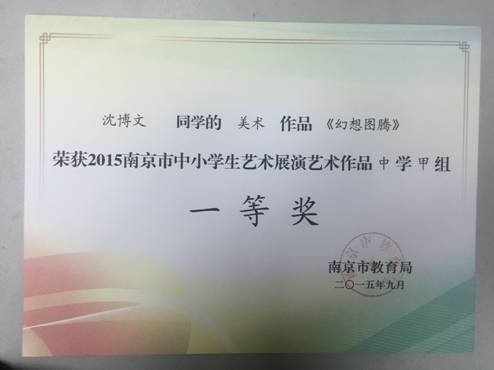 沈博文 同学的 美术 作品 《幻想图腾》
荣获2015南京市中小学生艺术展演艺术作品 中 学 甲 组
一 等 奖
南京市教育局
二〇一五年九月